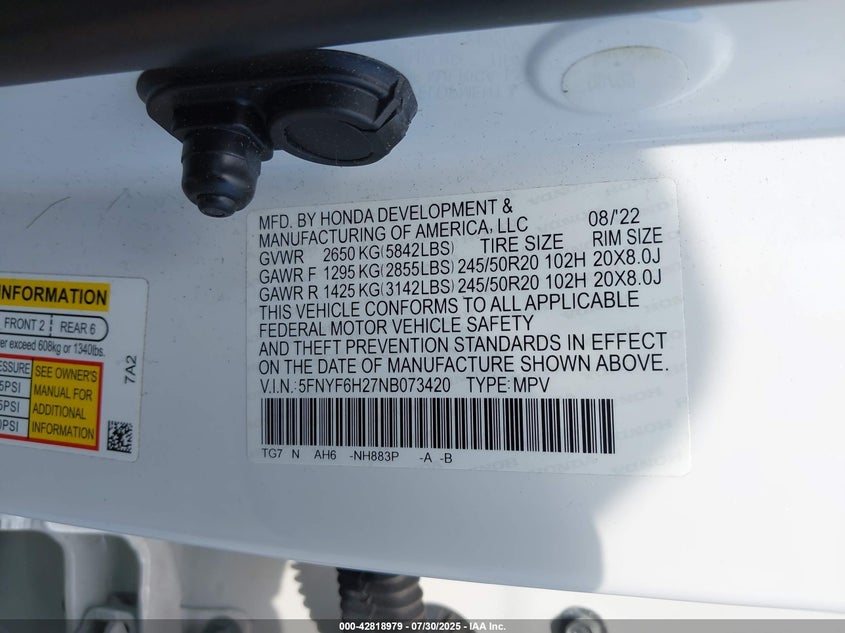 MFD. BY HONDA DEVELOPMENT &
MANUFACTURING OF AMERICA, LLC 08/'22
GVWR 2650 KG(5842LBS) TIRE SIZE RIM SIZE
GAWR F 1295 KG(2855LBS) 245/50R20 102H 20X8.0J
GAWR R 1425 KG(3142LBS) 245/50R20 102H 20X8.0J
THIS VEHICLE CONFORMS TO ALL APPLICABLE
FEDERAL MOTOR VEHICLE SAFETY
AND THEFT PREVENTION STANDARDS IN EFFECT
ON THE DATE OF MANUFACTURE SHOWN ABOVE.
V.I.N.: 5FNYF6H27NB073420 TYPE: MPV
TG7 N AH6 -NH883P -A -B
INFORMATION
FRONT 2 REAR 6
exceed 608kg or 1340lbs.
SEE OWNER'S
MANUAL FOR
ADDITIONAL
INFORMATION
7A2
000-42818979 - 07/30/2025 - IAA Inc.